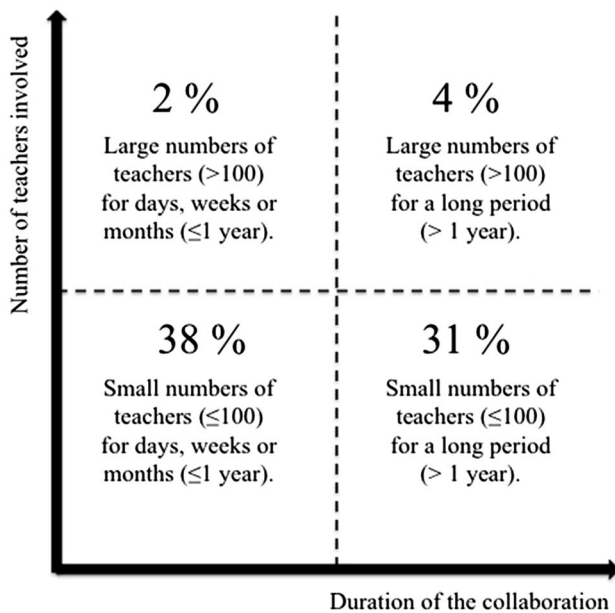 Number of teachers involved
2 %
Large numbers of
teachers (>100)
for days, weeks or
months (≤1 year).
4 %
Large numbers of
teachers (>100)
for a long period
(> 1 year).
38 %
Small numbers of
teachers (≤100)
for days, weeks or
months (≤1 year).
31 %
Small numbers of
teachers (≤100)
for a long period
(> 1 year).
Duration of the collaboration